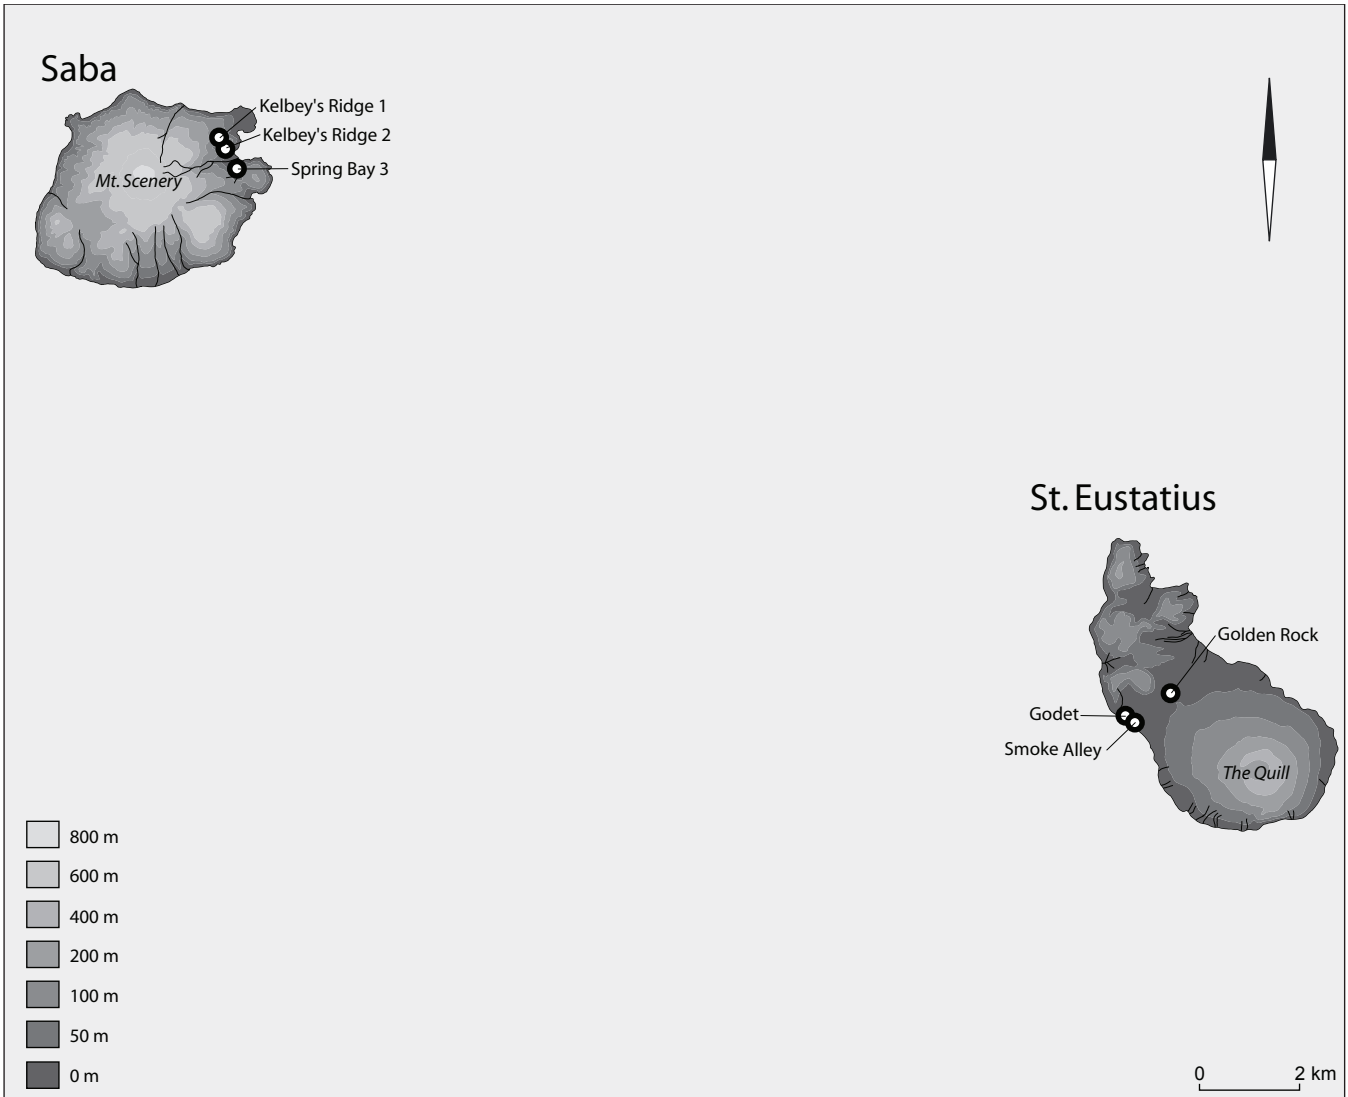 Saba
Kelbey's Ridge 1
Kelbey's Ridge 2
Spring Bay 3
Mt. Scenery
St. Eustatius
Golden Rock
Godet
Smoke Alley
The Quill
800 m
600 m
400 m
200 m
100 m
50 m
0 m
0 2 km